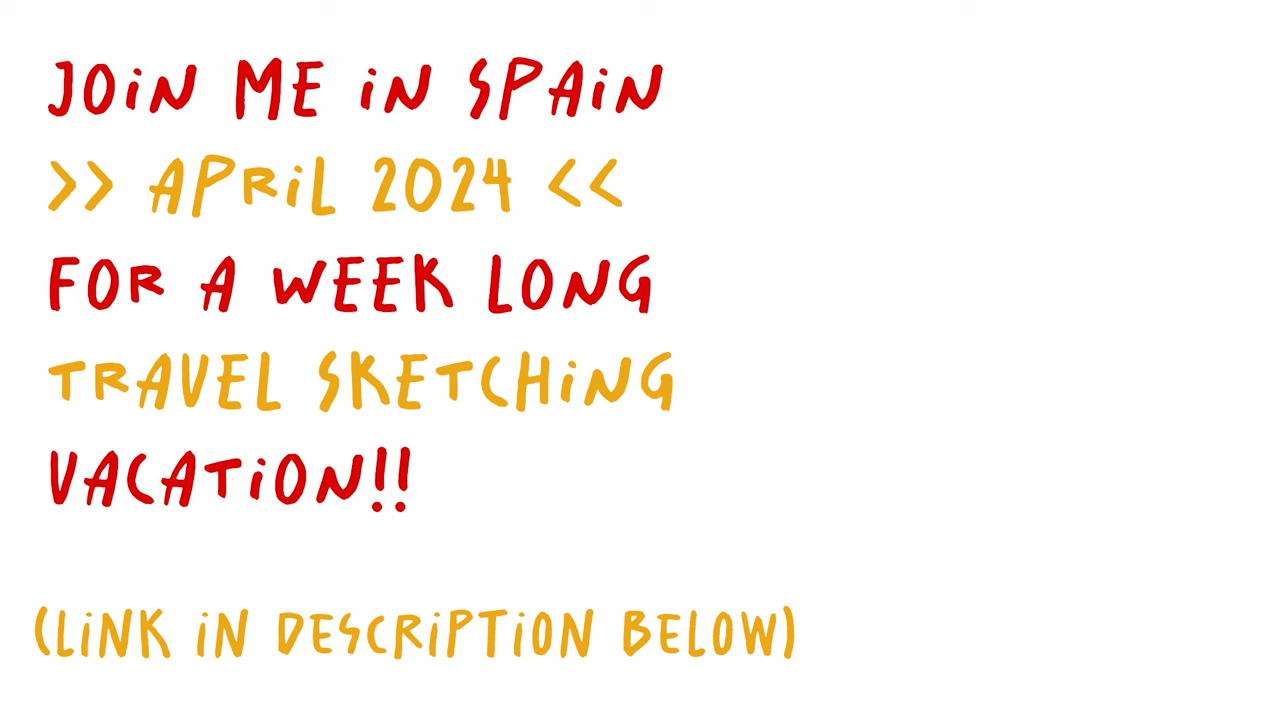 JOiN ME iN SPAiN
>> APRiL 2024 <<
FOR A WEEK LONG
TRAVEL SKETCHiNG
VACATiON!!
(LiNK iN DESCRiPTiON BELOW)